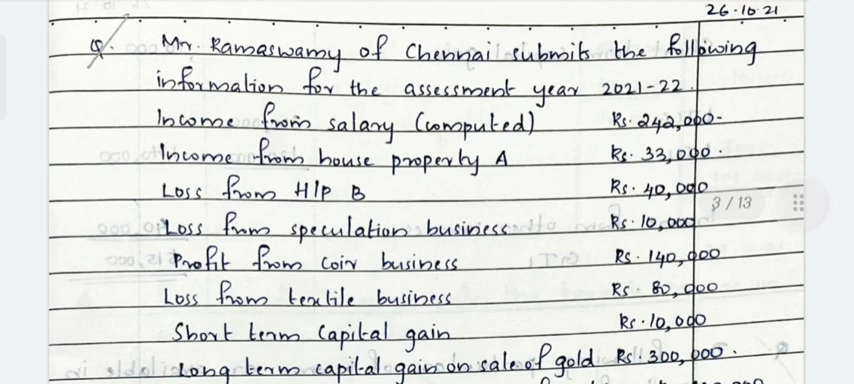 26.10.21
Q. Mr. Ramaswamy of Chennai submits the following
information for the assessment year 2021-22.
Income from salary (computed) Rs. 242,000-
Income from house property A Rs. 33,000.
Loss from H/P B Rs. 40,000
3 / 13
Loss from speculation business Rs. 10,000
Profit from coir business Rs. 140,000
Loss from textile business Rs. 80,000
Short term Capital gain Rs. 10,000
Long term capital gain on sale of gold Rs. 300,000.